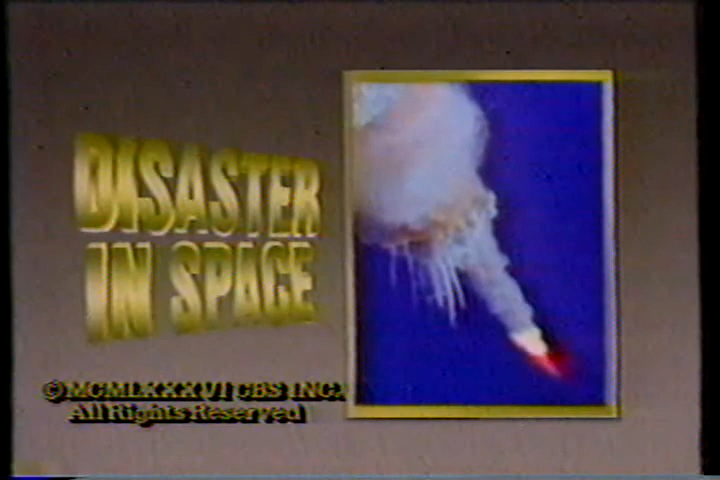 DISASTER
IN SPACE
©MCMLXXXVI CBS INC.
All Rights Reserved